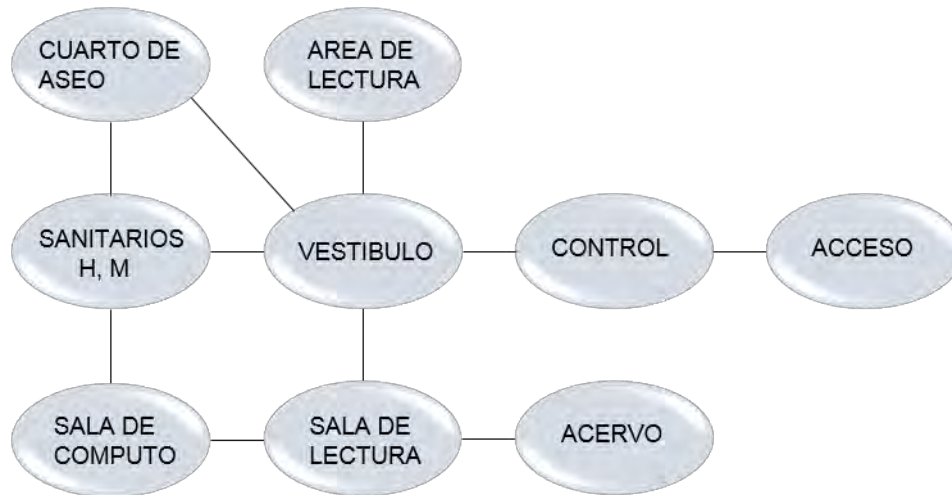 CUARTO DE
ASEO
AREA DE
LECTURA
SANITARIOS
H, M
VESTIBULO
CONTROL
ACCESO
SALA DE
COMPUTO
SALA DE
LECTURA
ACERVO